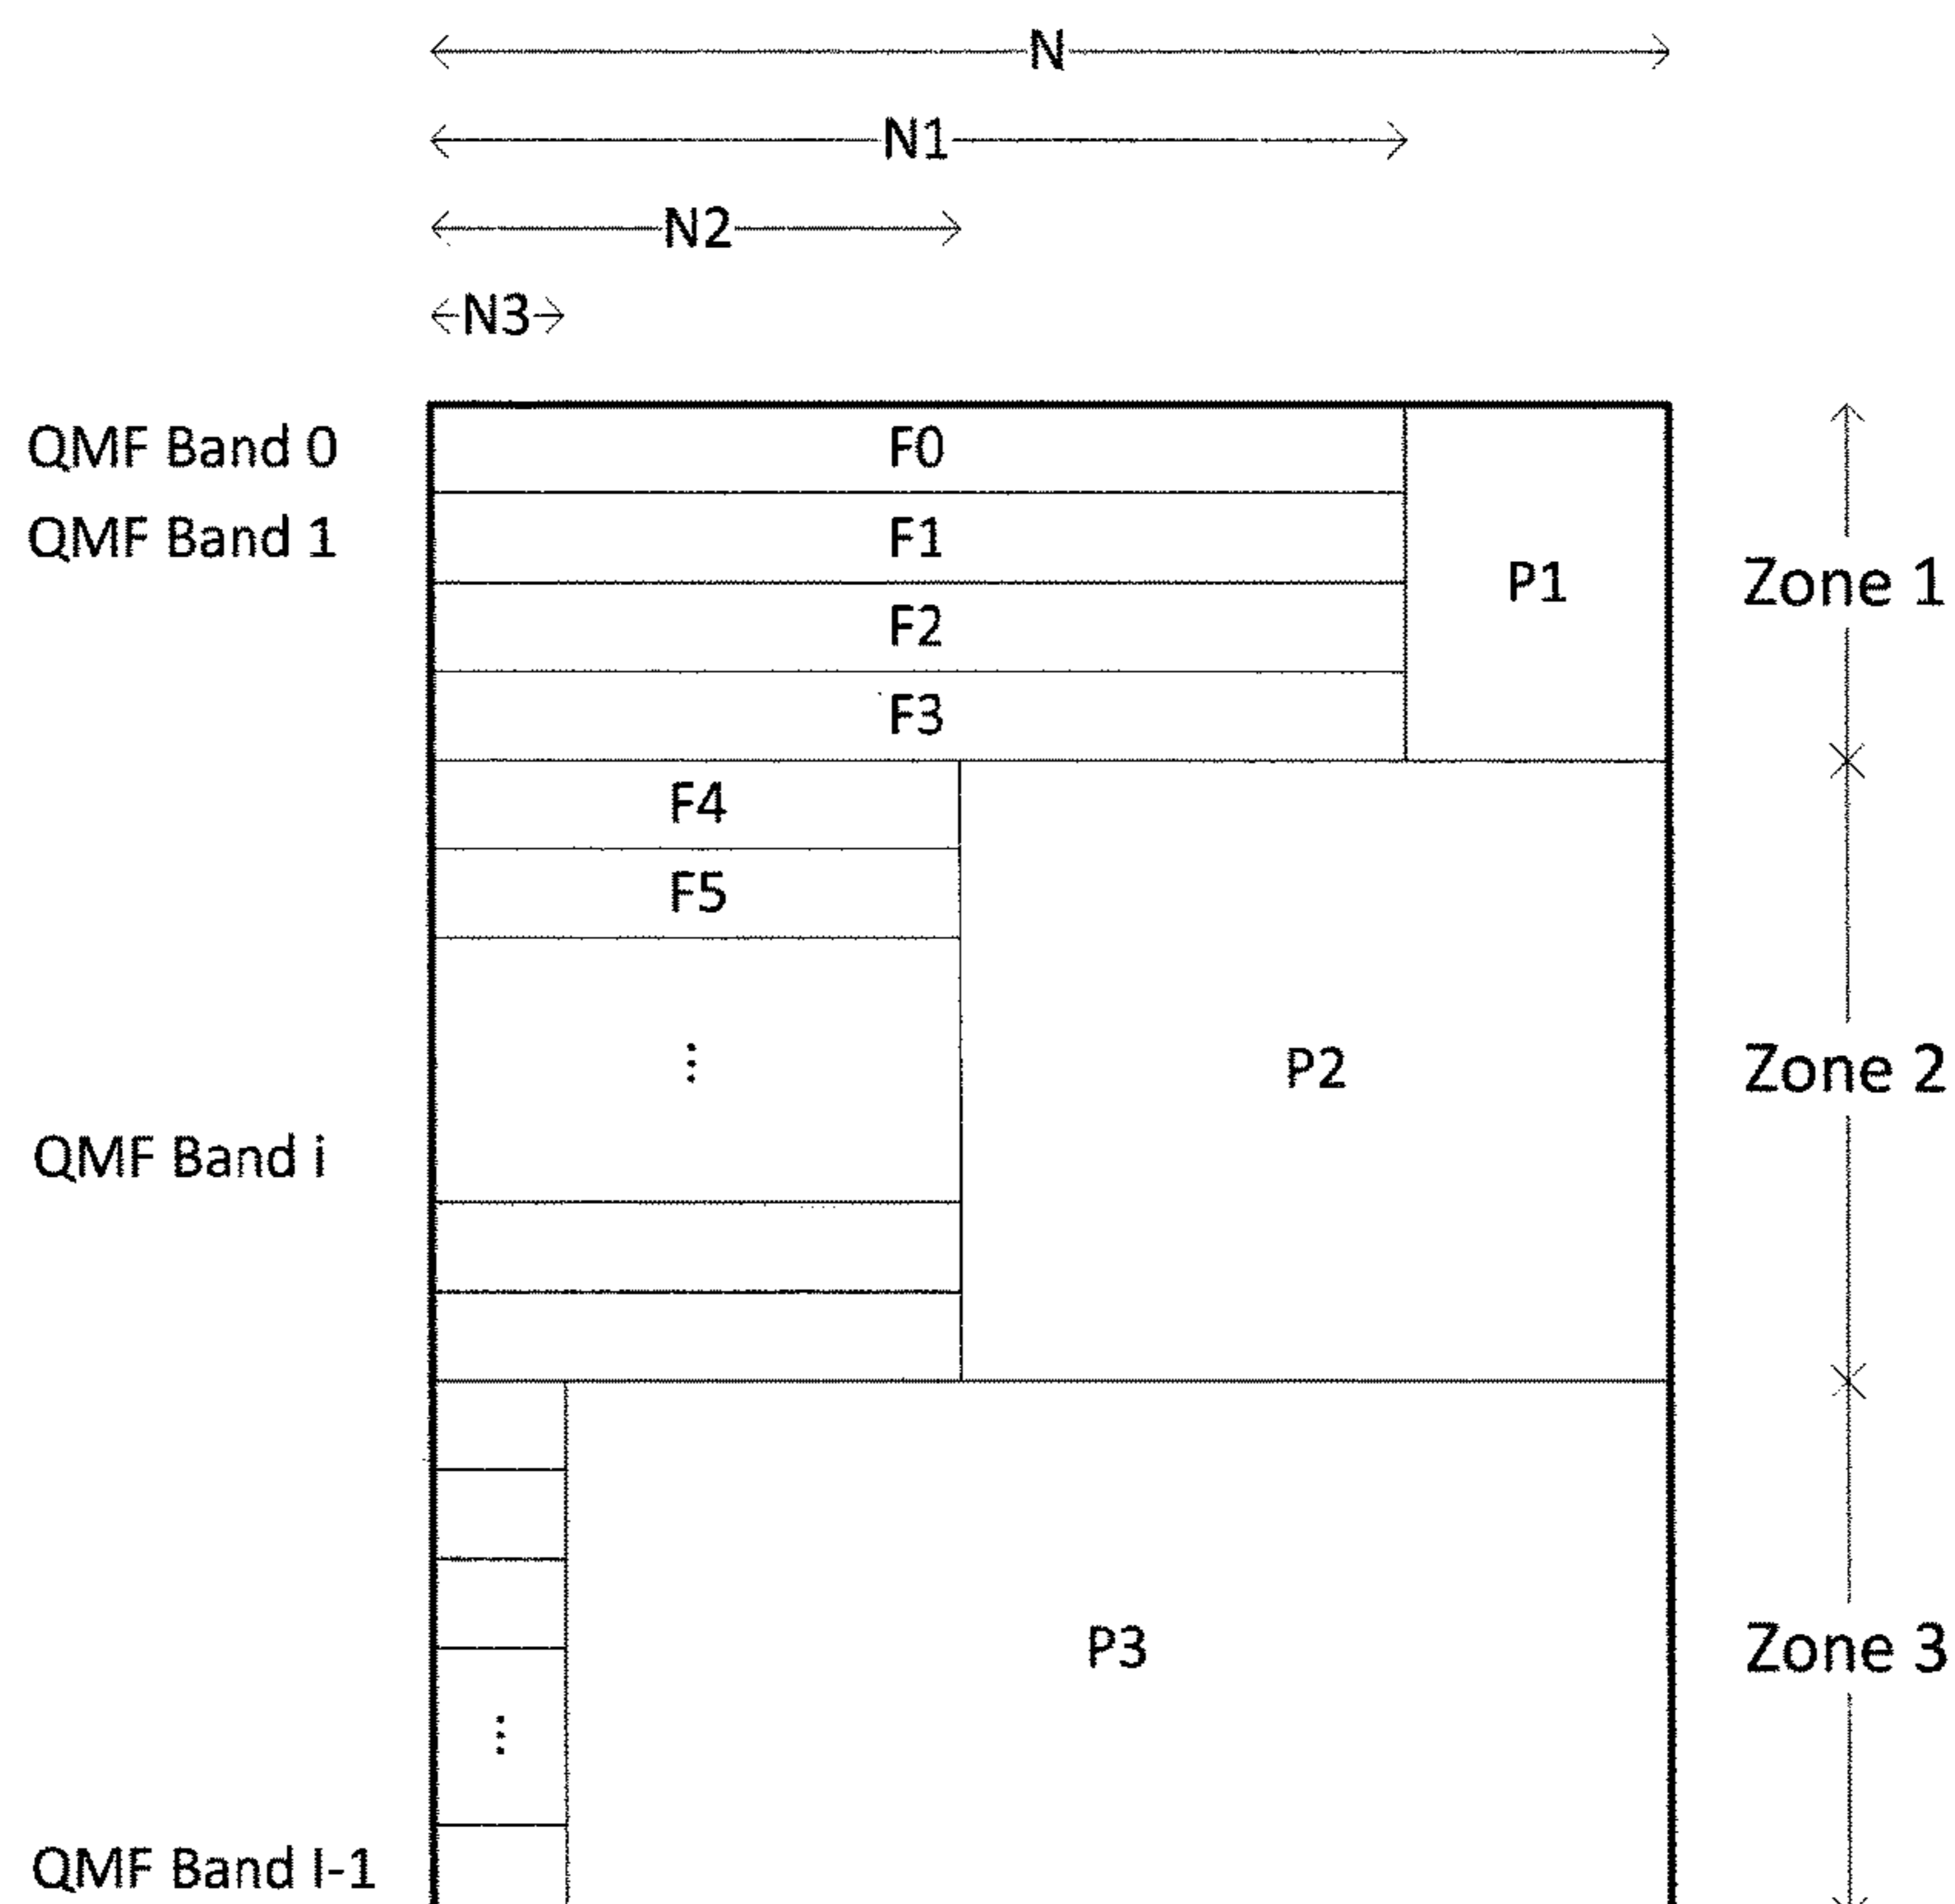 N
N1
N2
N3
QMF Band 0
F0
QMF Band 1
F1
P1
Zone 1
F2
F3
F4
F5
⋮
P2
Zone 2
QMF Band i
P3
Zone 3
⋮
QMF Band I-1